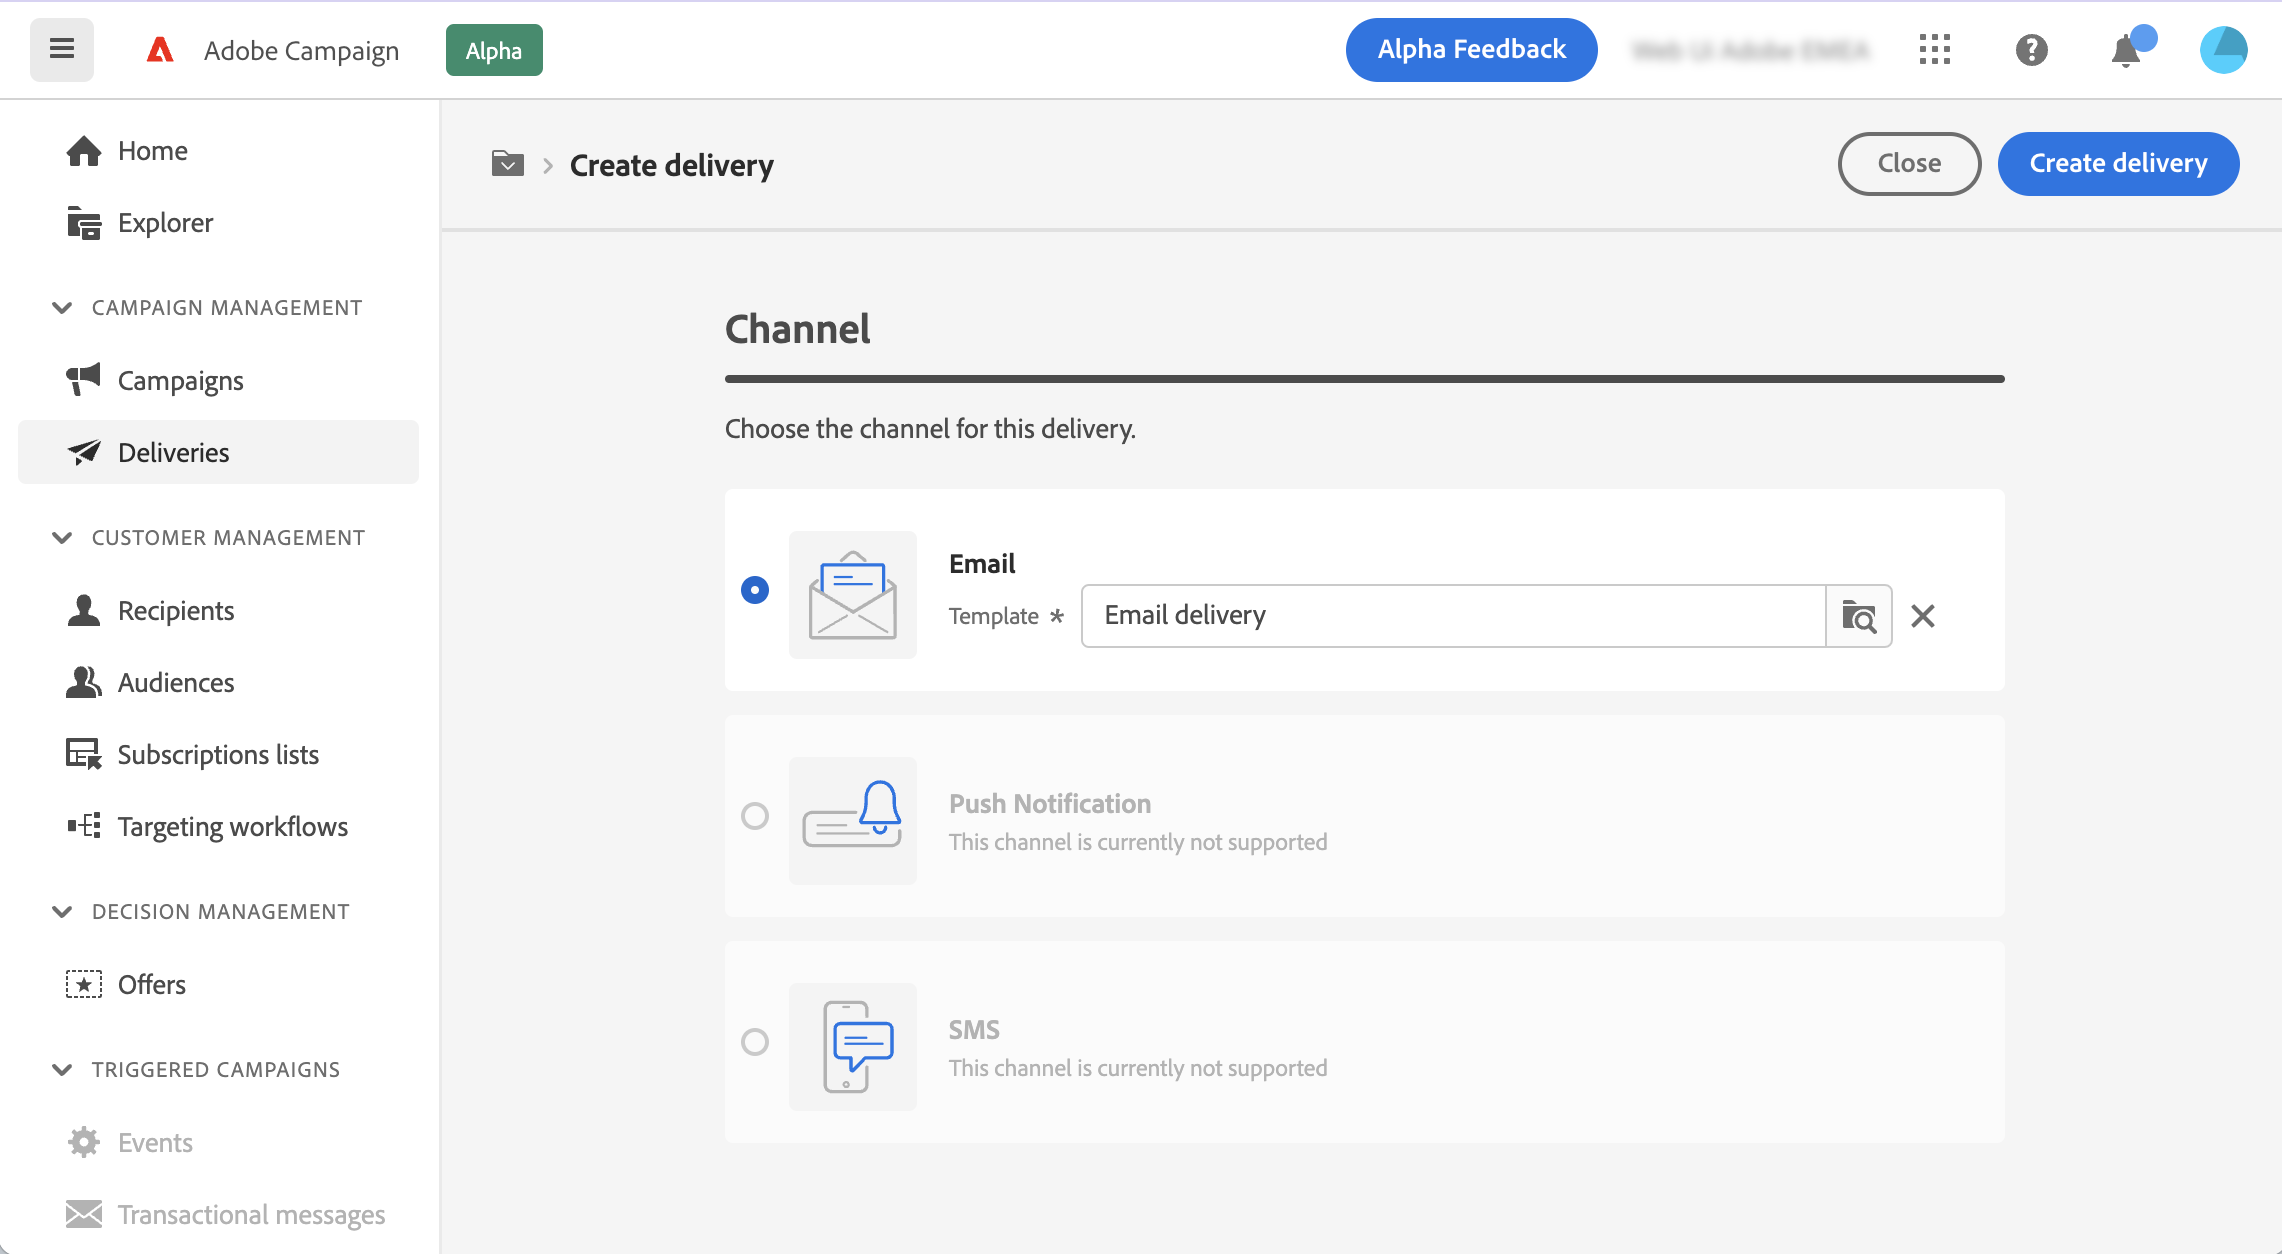 Adobe Campaign
Alpha
Alpha Feedback
Home
Explorer
CAMPAIGN MANAGEMENT
Campaigns
Deliveries
CUSTOMER MANAGEMENT
Recipients
Audiences
Subscriptions lists
Targeting workflows
DECISION MANAGEMENT
Offers
TRIGGERED CAMPAIGNS
Events
Transactional messages
Create delivery
Close
Create delivery
Channel
Choose the channel for this delivery.
Email
Template * Email delivery
Push Notification
This channel is currently not supported
SMS
This channel is currently not supported